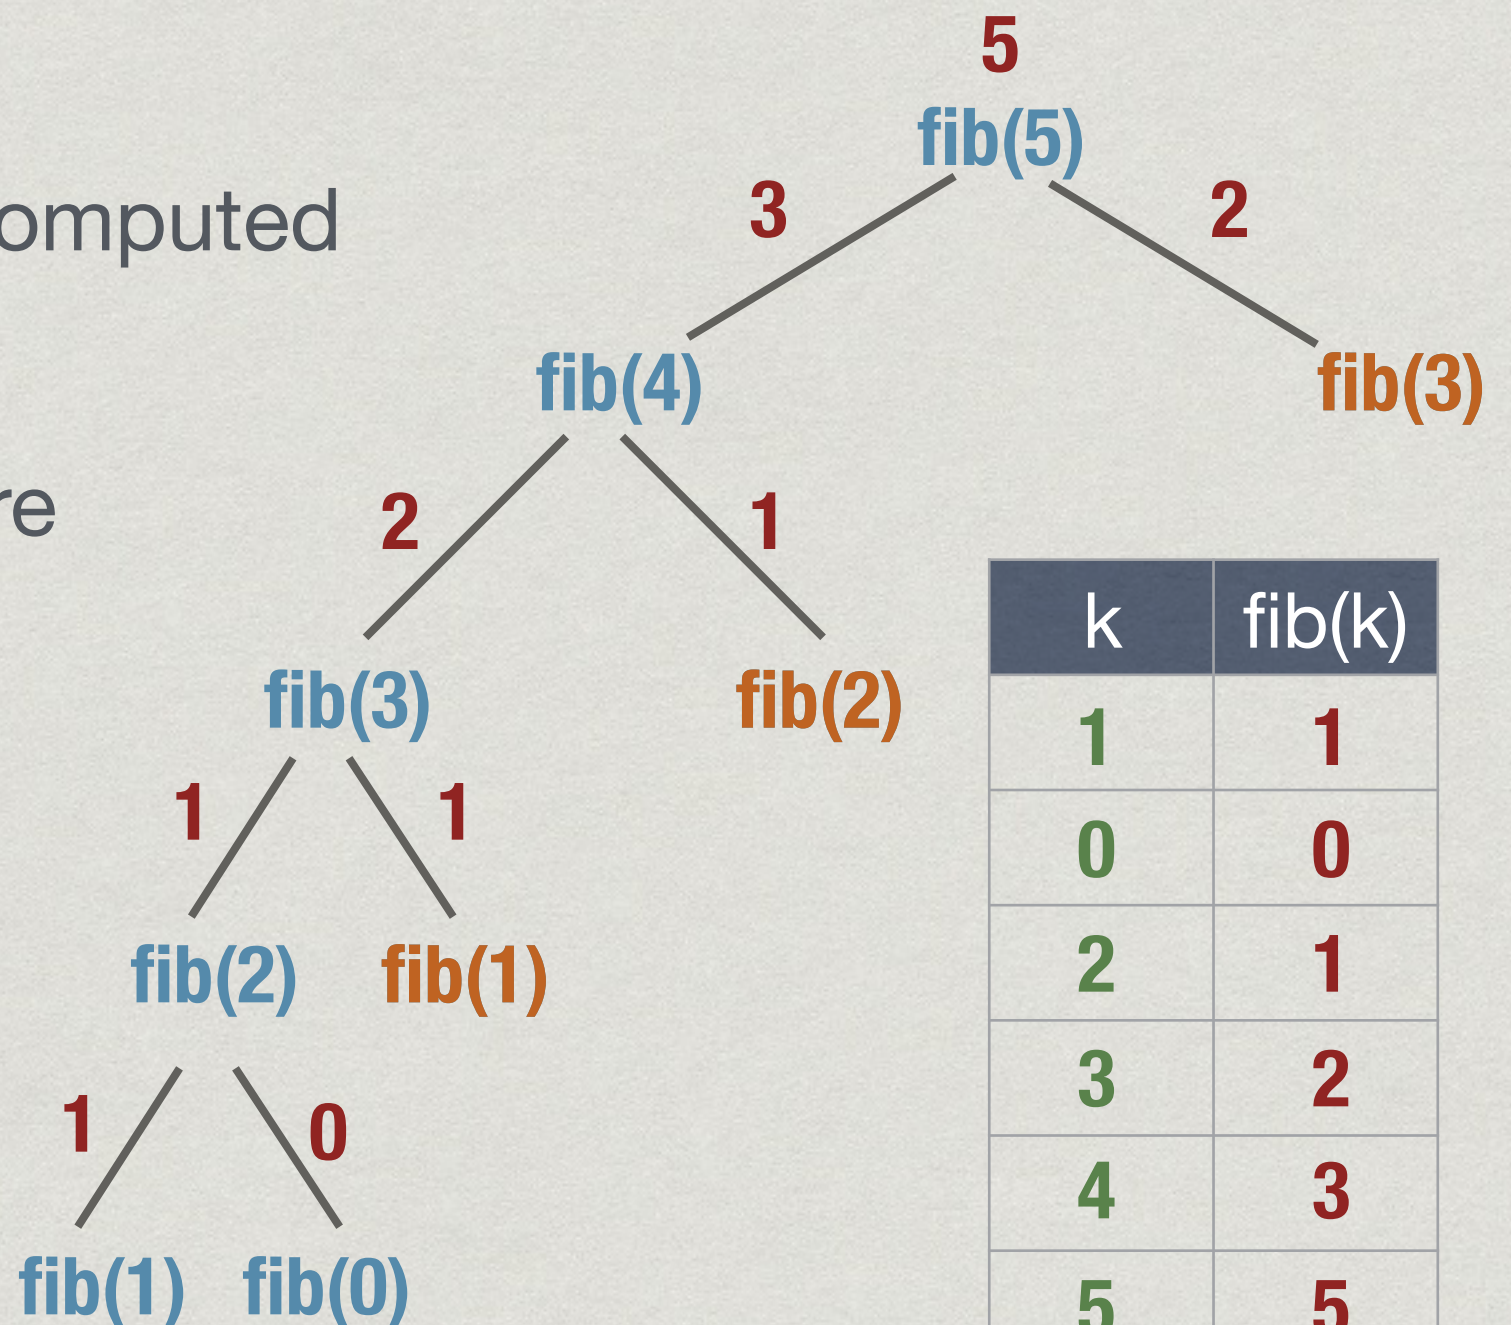 5
fib(5)
omputed
3 2
fib(4) fib(3)
re
2 1
k fib(k)
fib(3) fib(2)
1 1
1 1
0 0
fib(2) fib(1)
2 1
3 2
1 0
4 3
fib(1) fib(0)
5 5